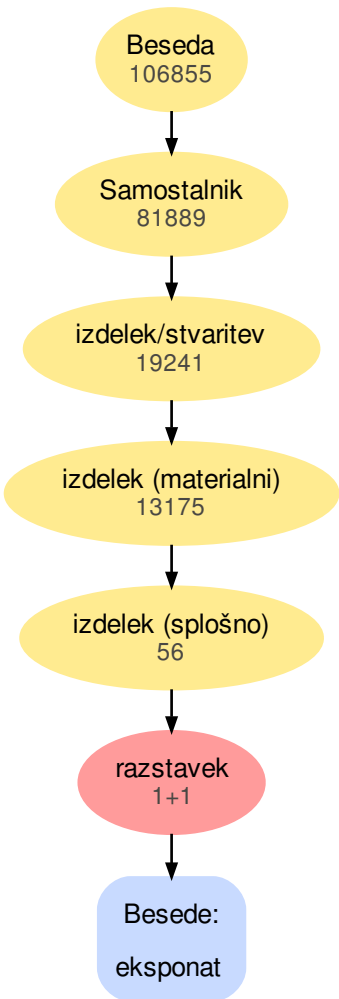 Beseda
106855
Samostalnik
81889
izdelek/stvaritev
19241
izdelek (materialni)
13175
izdelek (splošno)
56
razstavek
1+1
Besede:
eksponat